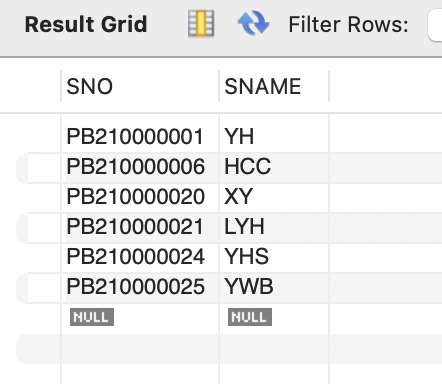 Result Grid Filter Rows:
SNO SNAME
PB210000001 YH
PB210000006 HCC
PB210000020 XY
PB210000021 LYH
PB210000024 YHS
PB210000025 YWB
NULL NULL